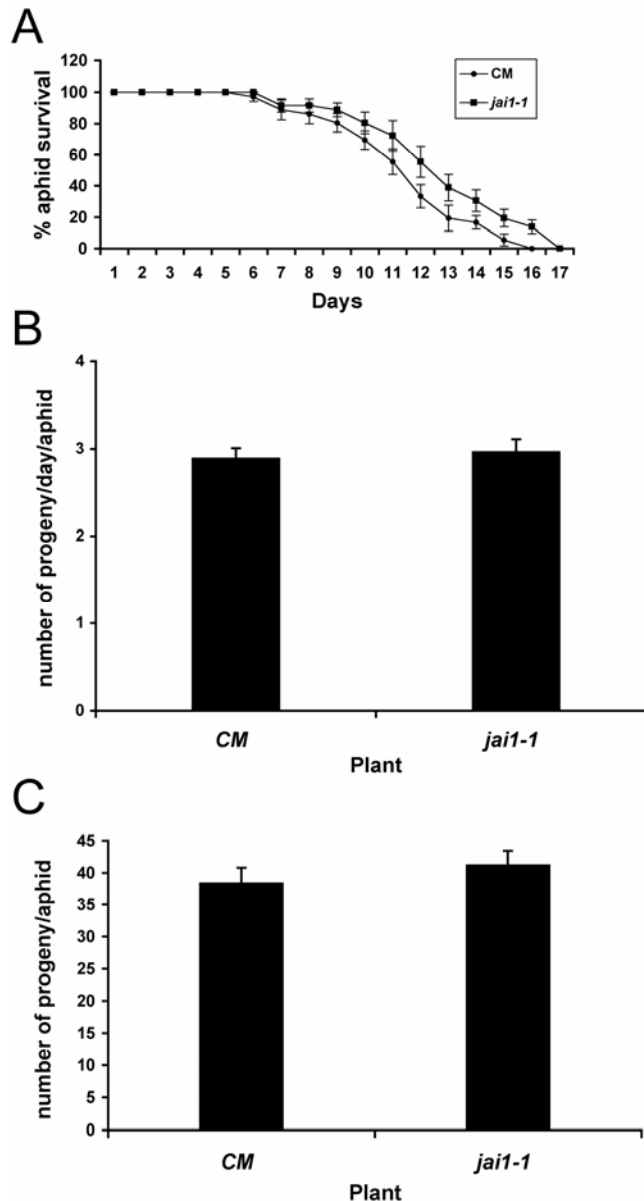 A
120
100
80
60
40
20
0
% aphid survival
CM
jai1-1
1 2 3 4 5 6 7 8 9 10 11 12 13 14 15 16 17
Days
B
4
3
2
1
0
number of progeny/day/aphid
CM jai1-1
Plant
C
45
40
35
30
25
20
15
10
5
0
number of progeny/aphid
CM jai1-1
Plant